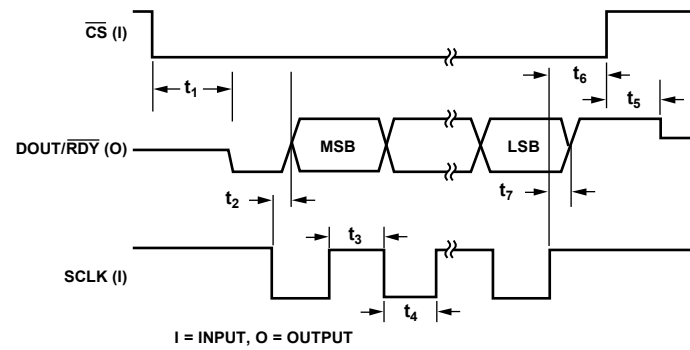 CS (I)
t1
t6
t5
DOUT/RDY (O)
MSB
LSB
t2
t7
t3
SCLK (I)
t4
I = INPUT, O = OUTPUT